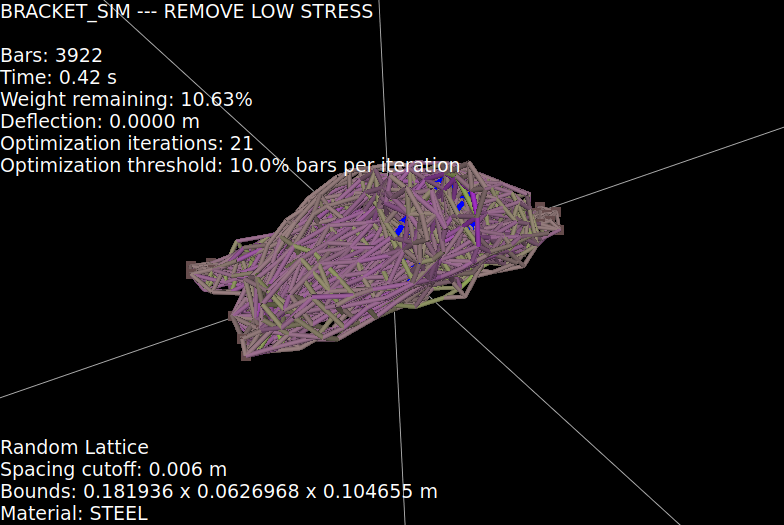 BRACKET_SIM --- REMOVE LOW STRESS
Bars: 3922
Time: 0.42 s
Weight remaining: 10.63%
Deflection: 0.0000 m
Optimization iterations: 21
Optimization threshold: 10.0% bars per iteration
Random Lattice
Spacing cutoff: 0.006 m
Bounds: 0.181936 x 0.0626968 x 0.104655 m
Material: STEEL